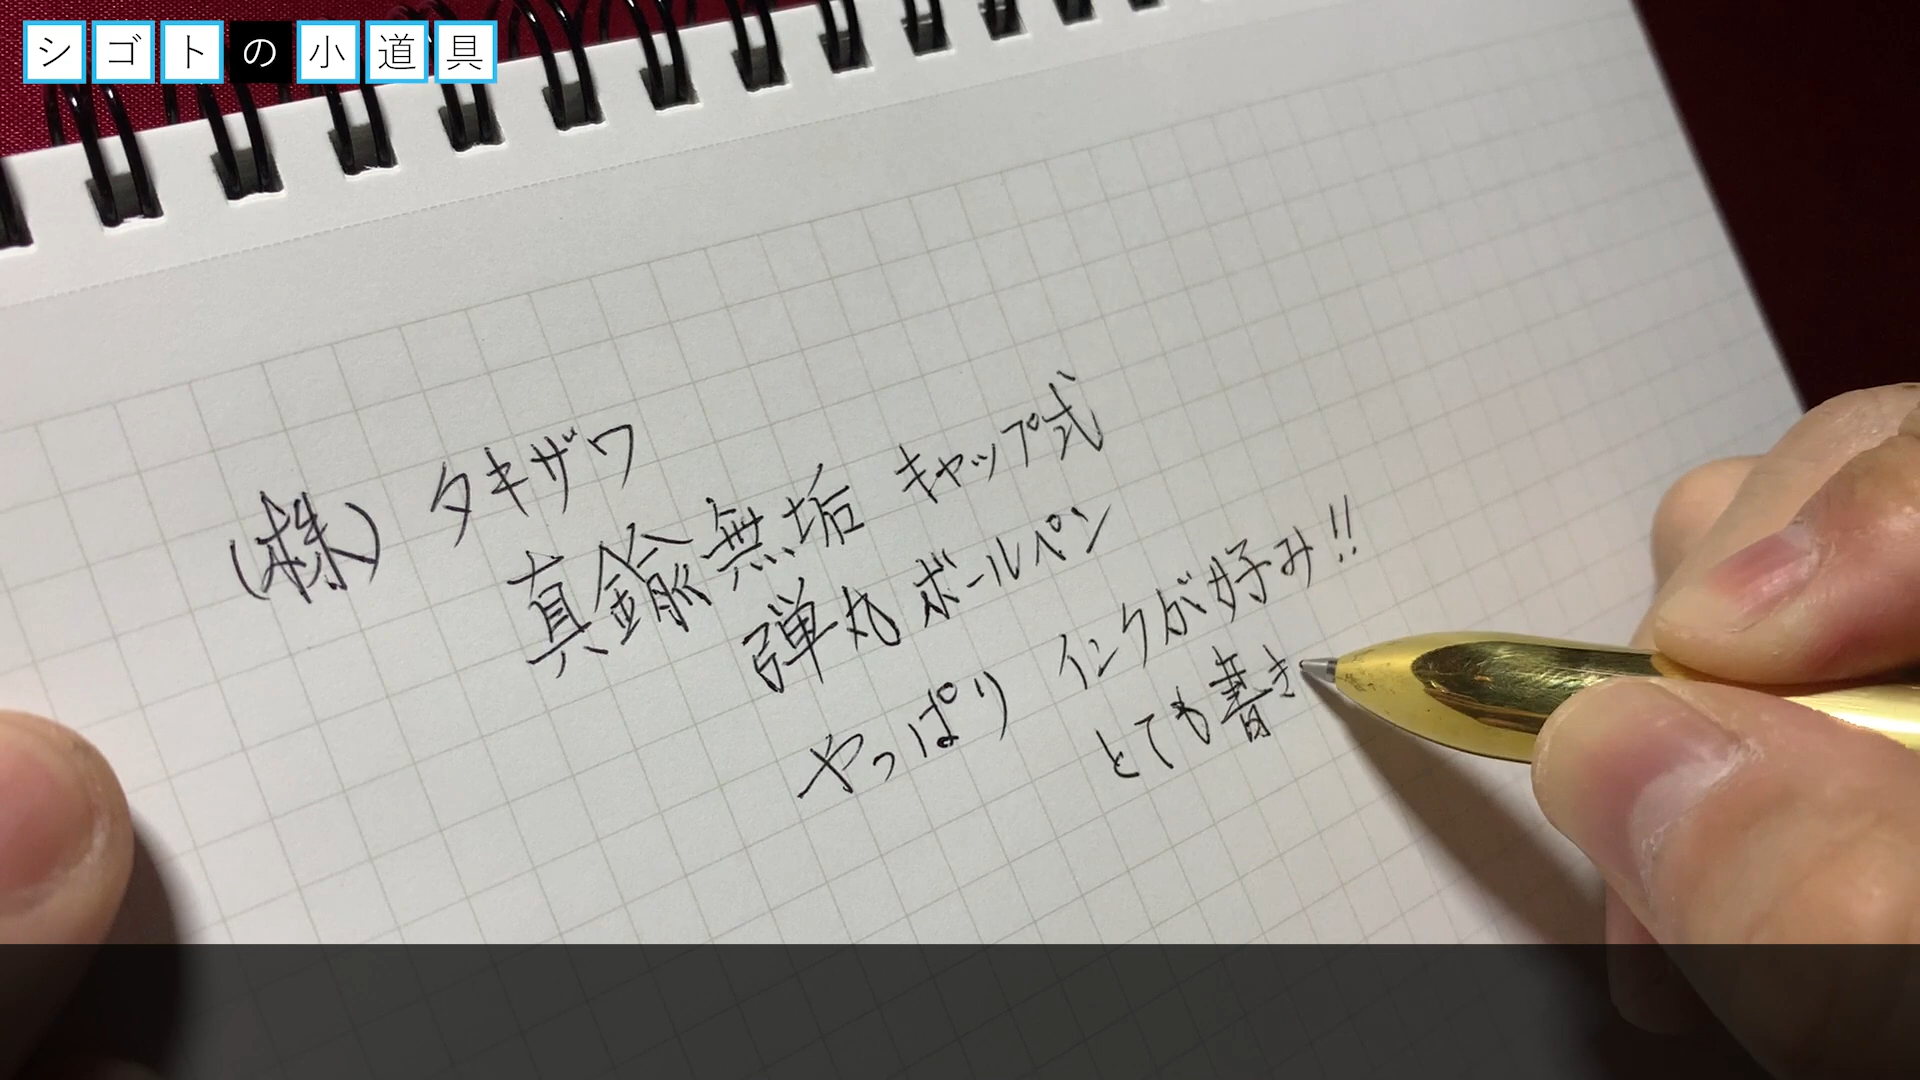 シゴトの小道具
(株) タキザワ
真鍮無垢 キャップ式
弾丸 ボールペン
やっぱり インクが好み!!
とても書き